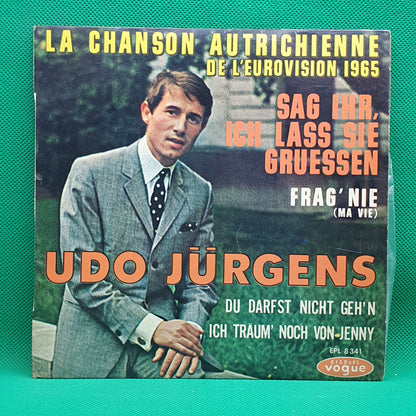 LA CHANSON AUTRICHIENNE
DE L'EUROVISION 1965
SAG IHR,
ICH LASS SIE
GRUESSEN
FRAG' NIE
(MA VIE)
UDO JÜRGENS
DU DARFST NICHT GEH'N
ICH TRAUM' NOCH VON JENNY
EPL 8 341
DISQUES
vogue